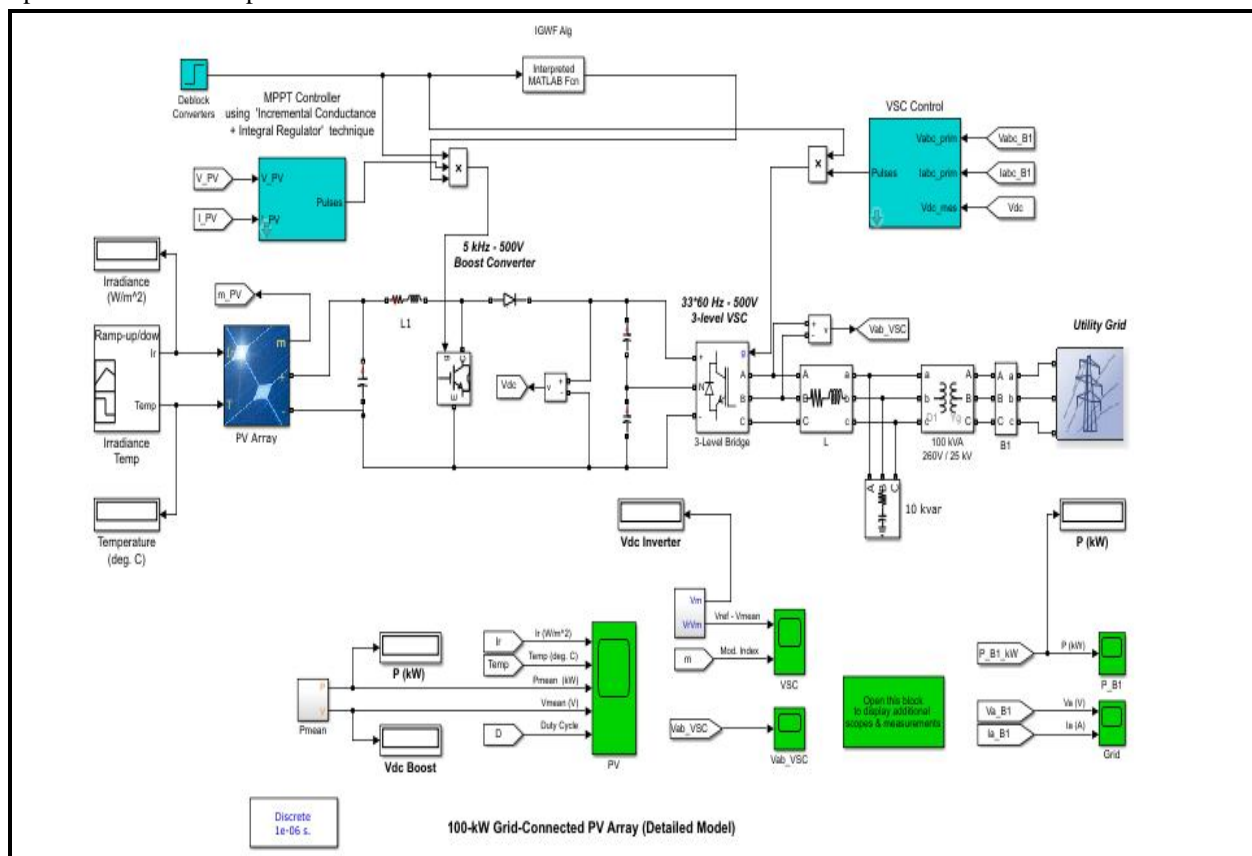 IGWF Alg
Interpreted
MATLAB Fcn
Deblock
Converters
MPPT Controller
using 'Incremental Conductance
+ Integral Regulator' technique
V_PV
I_PV
V_PV
Pulses
VSC Control
Vabc_prim
Iabc_prim
Vdc_mes
Pulses
Vabc_B1
Iabc_B1
Vdc
x
x
5 kHz - 500V
Boost Converter
Irradiance
(W/m^2)
m_PV
Ramp-up/dow
Ir
Temp
Irradiance
Temp
m
+
-
T
PV Array
L1
g
C
E
Vdc
v
+
-
33*60 Hz - 500V
3-level VSC
+
N
-
g
A
B
C
3-Level Bridge
+
-
v
Vab_VSC
A
B
C
a
b
c
L
a
b
c
A
B
C
D1
Yg
100 kVA
260V / 25 kV
A
B
C
a
b
c
B1
Utility Grid
A
B
C
10 kvar
Temperature
(deg. C)
Vdc Inverter
P (kW)
Vm
VrVm
Vref - Vmean
m
Mod. Index
VSC
P (kW)
Ir
Ir (W/m^2)
Temp
Temp (deg. C)
Pmean (kW)
Vmean (V)
D
Duty Cycle
PV
P
V
Pmean
Vdc Boost
Vab_VSC
Vab_VSC
Open this block
to display additional
scopes & measurements
P_B1_kW
P (kW)
P_B1
Va_B1
Va (V)
Ia_B1
Ia (A)
Grid
Discrete
1e-06 s.
100-kW Grid-Connected PV Array (Detailed Model)